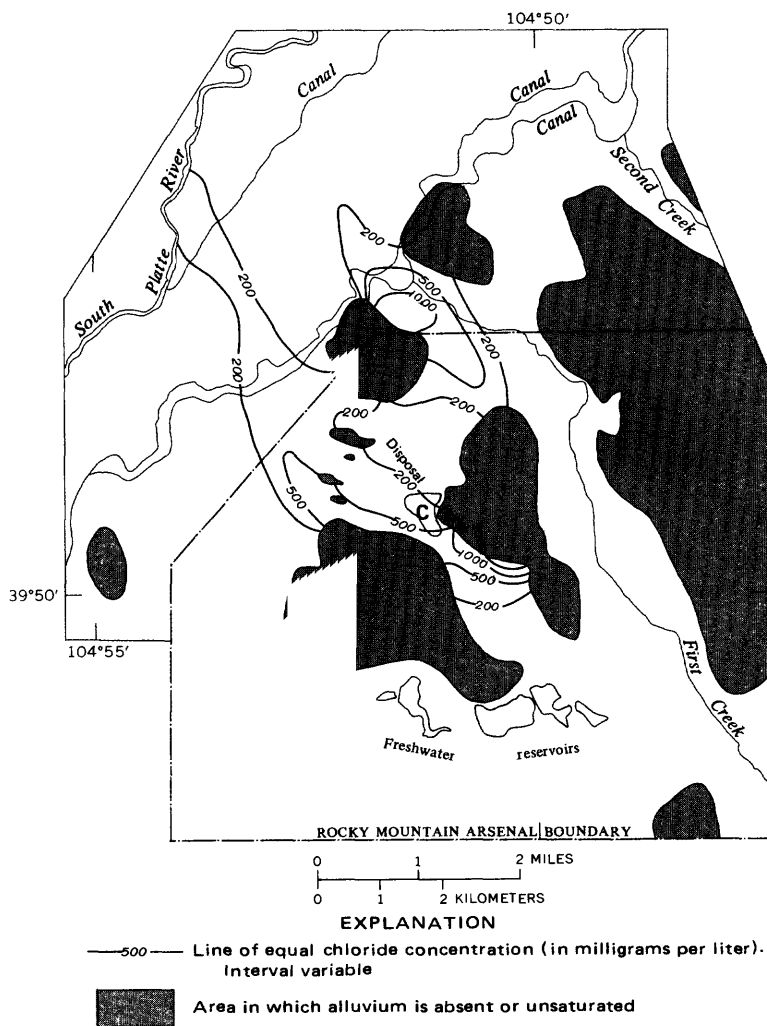 104°50'
Canal
Canal
Canal
Second
Creek
River
Platte
South
200
200
200
500
1000
200
200
200
Disposal
200
500
500
C
1000
500
200
39°50'
104°55'
First
Creek
Freshwater
reservoirs
ROCKY MOUNTAIN ARSENAL BOUNDARY
0 1 2 MILES
0 1 2 KILOMETERS
EXPLANATION
500 Line of equal chloride concentration (in milligrams per liter).
Interval variable
Area in which alluvium is absent or unsaturated